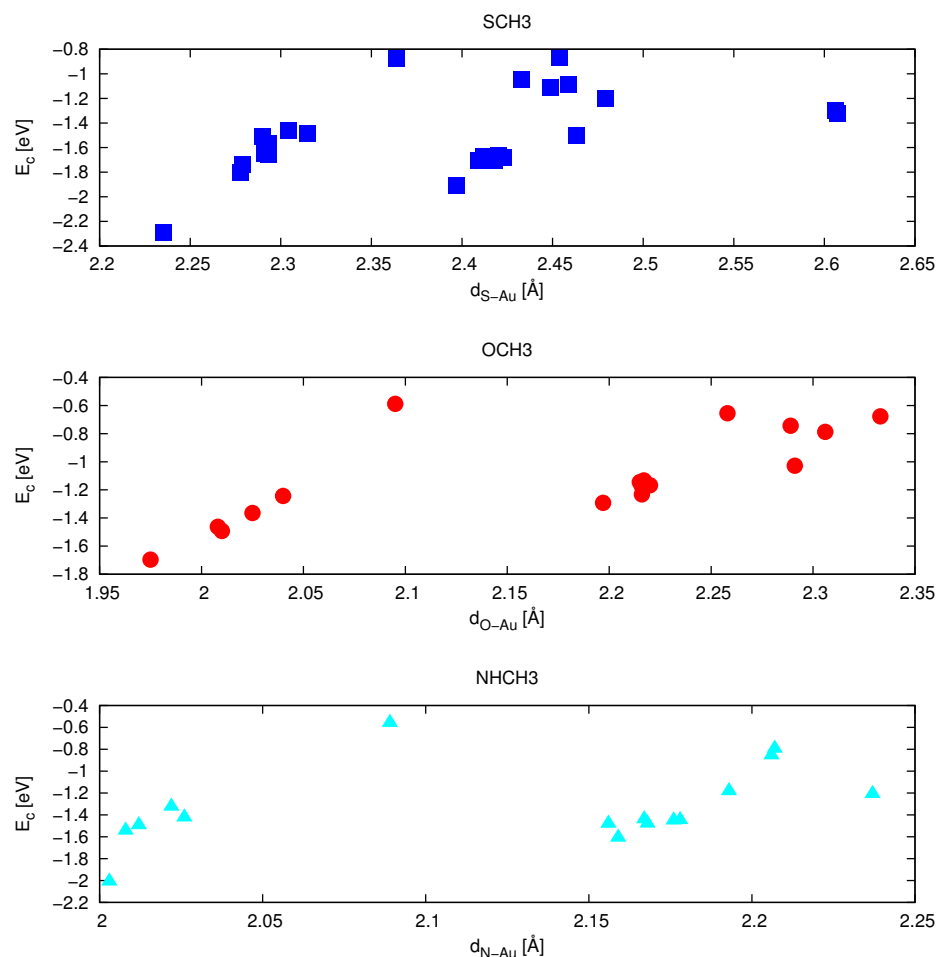 SCH3
−0.8
−1
−1.2
−1.4
−1.6
−1.8
−2
−2.2
−2.4
E_c [eV]
2.2 2.25 2.3 2.35 2.4 2.45 2.5 2.55 2.6 2.65
d_S−Au [Å]
OCH3
−0.4
−0.6
−0.8
−1
−1.2
−1.4
−1.6
−1.8
E_c [eV]
1.95 2 2.05 2.1 2.15 2.2 2.25 2.3 2.35
d_O−Au [Å]
NHCH3
−0.4
−0.6
−0.8
−1
−1.2
−1.4
−1.6
−1.8
−2
−2.2
E_c [eV]
2 2.05 2.1 2.15 2.2 2.25
d_N−Au [Å]